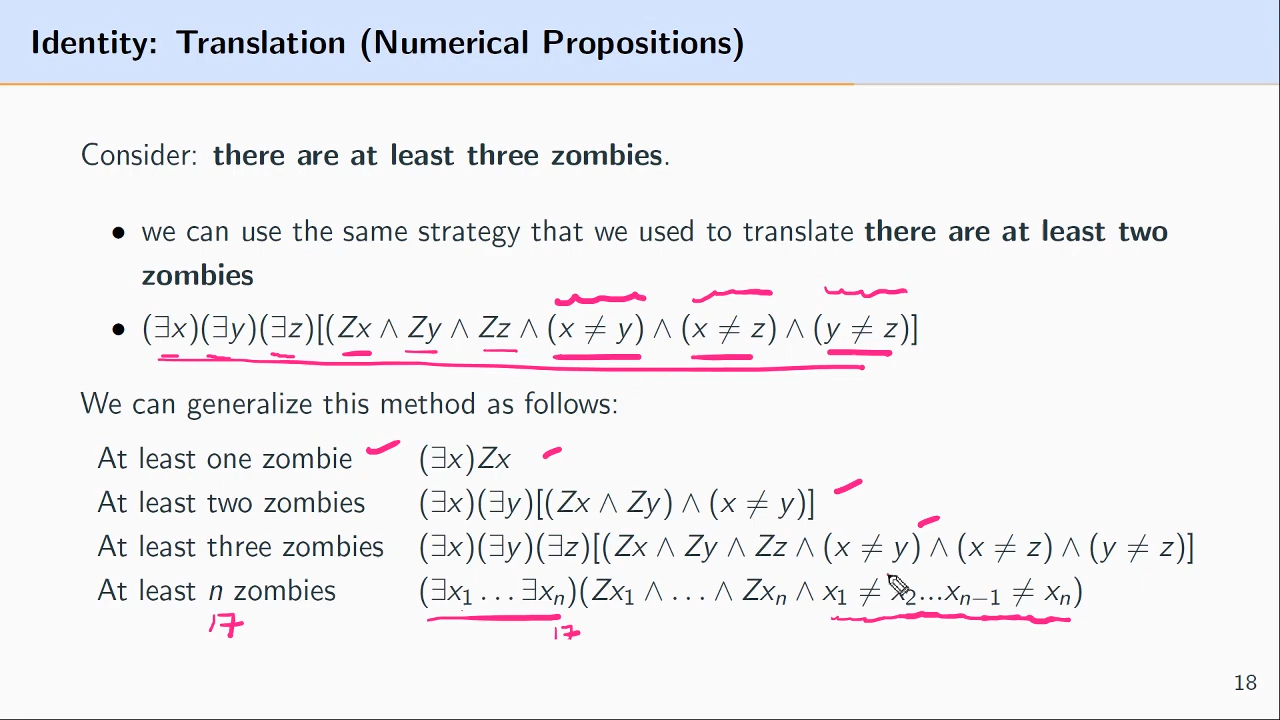 Identity: Translation (Numerical Propositions)
Consider: there are at least three zombies.
• we can use the same strategy that we used to translate there are at least two
zombies
• (∃x)(∃y)(∃z)[(Zx ∧ Zy ∧ Zz ∧ (x ≠ y) ∧ (x ≠ z) ∧ (y ≠ z)]
We can generalize this method as follows:
At least one zombie (∃x)Zx
At least two zombies (∃x)(∃y)[(Zx ∧ Zy) ∧ (x ≠ y)]
At least three zombies (∃x)(∃y)(∃z)[(Zx ∧ Zy ∧ Zz ∧ (x ≠ y) ∧ (x ≠ z) ∧ (y ≠ z)]
At least n zombies (∃x₁ … ∃xₙ)(Zx₁ ∧ … ∧ Zxₙ ∧ x₁ ≠ x₂...xₙ₋₁ ≠ xₙ)
17 17
18